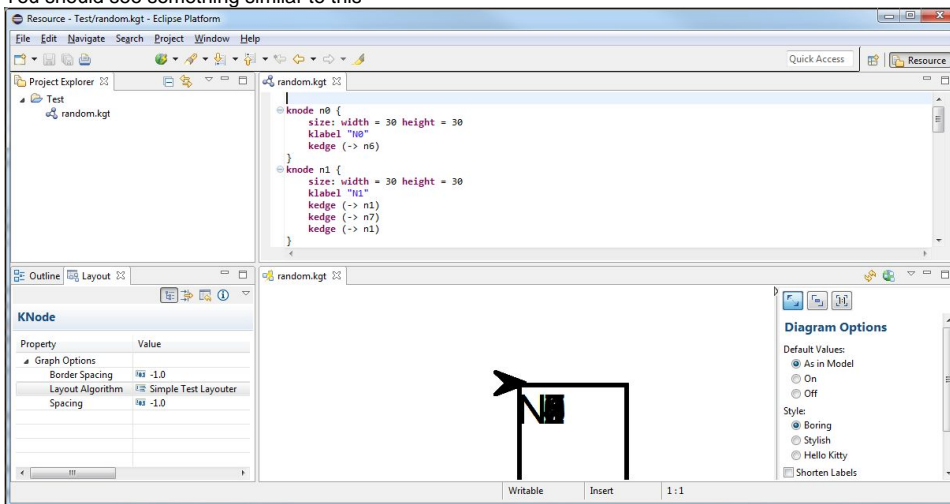 You should see something similar to this
Resource - Test/random.kgt - Eclipse Platform
File Edit Navigate Search Project Window Help
Quick Access
Resource
Project Explorer
Test
random.kgt
random.kgt
knode n0 {
size: width = 30 height = 30
klabel "N0"
kedge (-> n6)
}
knode n1 {
size: width = 30 height = 30
klabel "N1"
kedge (-> n1)
kedge (-> n7)
kedge (-> n1)
}
Outline
Layout
KNode
Property Value
Graph Options
Border Spacing -1.0
Layout Algorithm Simple Test Layouter
Spacing -1.0
random.kgt
N
Diagram Options
Default Values:
As in Model
On
Off
Style:
Boring
Stylish
Hello Kitty
Shorten Labels
Writable Insert 1 : 1